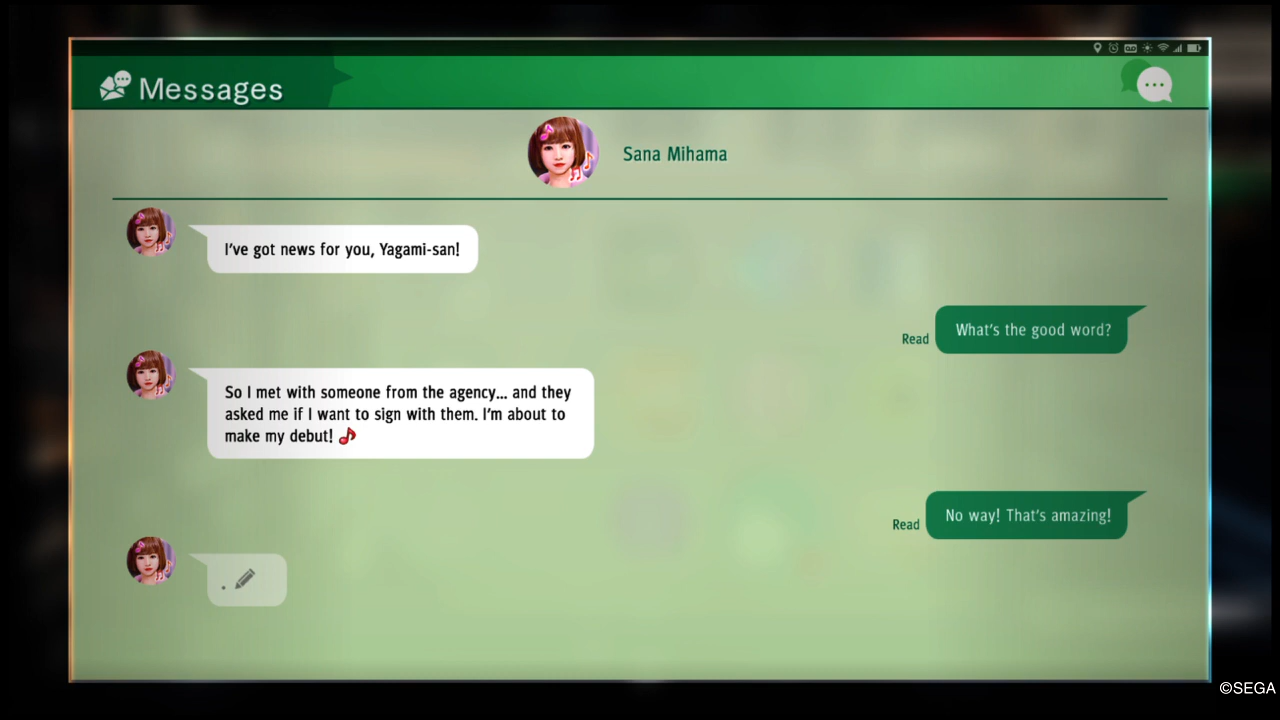 Messages
Sana Mihama
I've got news for you, Yagami-san!
What's the good word?
Read
So I met with someone from the agency... and they
asked me if I want to sign with them. I'm about to
make my debut!
No way! That's amazing!
Read
©SEGA